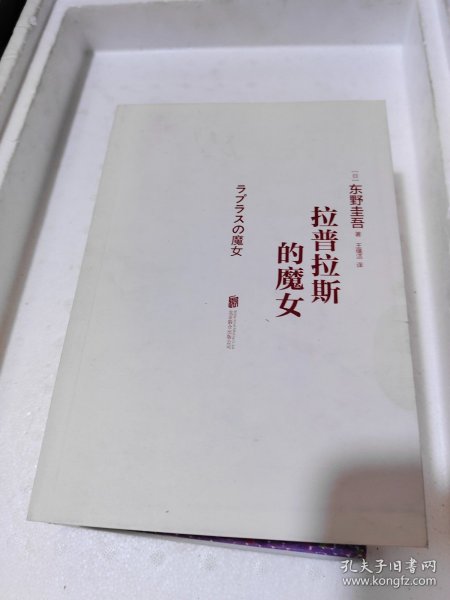 [日]东野圭吾 著
王蕴洁 译
拉普拉斯
的魔女
ラプラスの魔女
孔夫子旧书网
www.kongfz.com